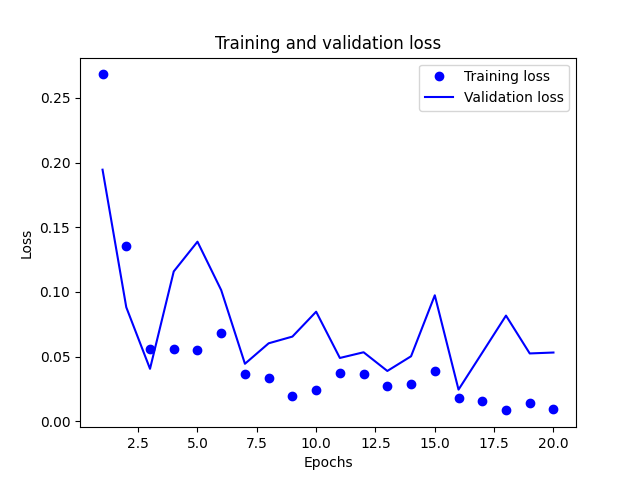 Training and validation loss
Training loss
Validation loss
0.25
0.20
0.15
0.10
0.05
0.00
Loss
2.5 5.0 7.5 10.0 12.5 15.0 17.5 20.0
Epochs